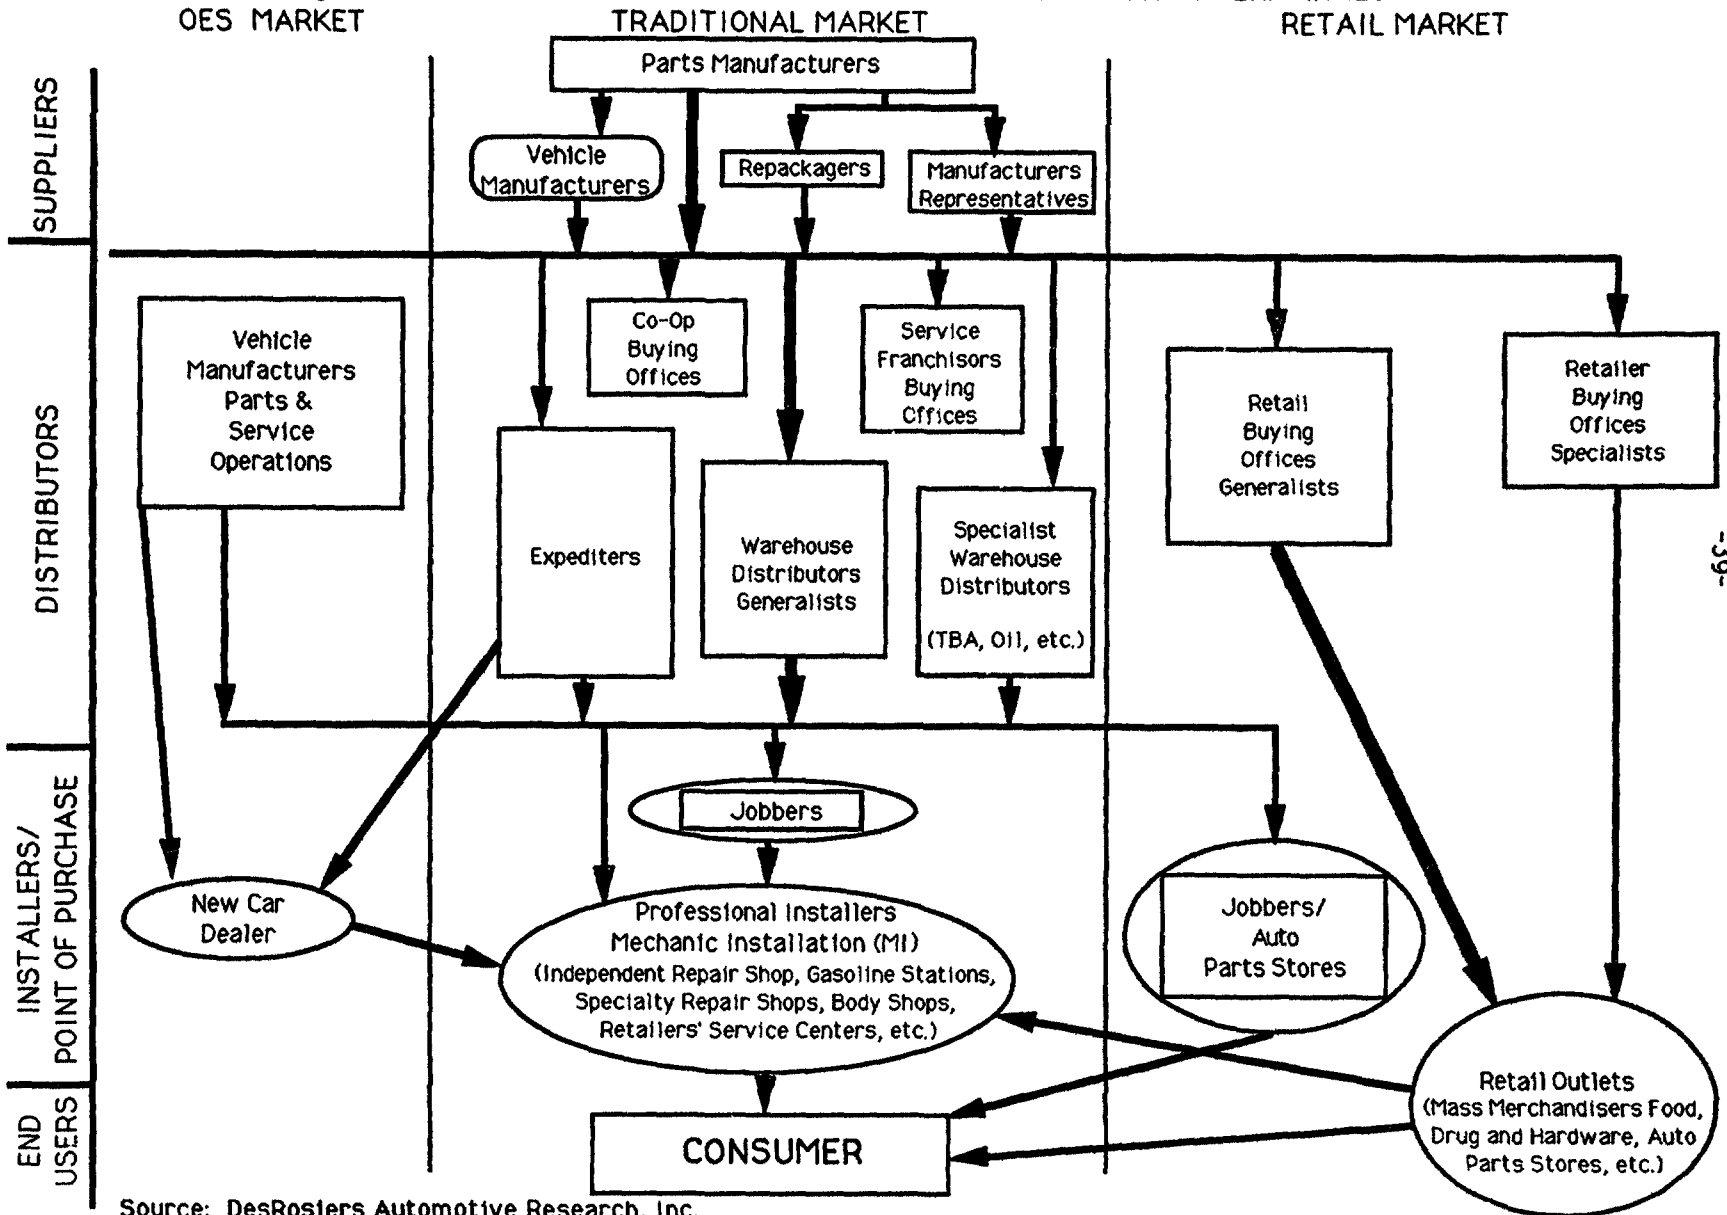 OES MARKET
TRADITIONAL MARKET
RETAIL MARKET
SUPPLIERS
Parts Manufacturers
Vehicle
Manufacturers
Repackagers
Manufacturers
Representatives
DISTRIBUTORS
Vehicle
Manufacturers
Parts &
Service
Operations
Co-Op
Buying
Offices
Service
Franchisors
Buying
Offices
Retail
Buying
Offices
Generalists
Retailer
Buying
Offices
Specialists
Expediters
Warehouse
Distributors
Generalists
Specialist
Warehouse
Distributors
(TBA, Oil, etc.)
-39-
INSTALLERS/
POINT OF PURCHASE
Jobbers
New Car
Dealer
Professional Installers
Mechanic Installation (MI)
(Independent Repair Shop, Gasoline Stations,
Specialty Repair Shops, Body Shops,
Retailers' Service Centers, etc.)
Jobbers/
Auto
Parts Stores
Retail Outlets
(Mass Merchandisers Food,
Drug and Hardware, Auto
Parts Stores, etc.)
END
USERS
CONSUMER
Source: DesRosiers Automotive Research, Inc.